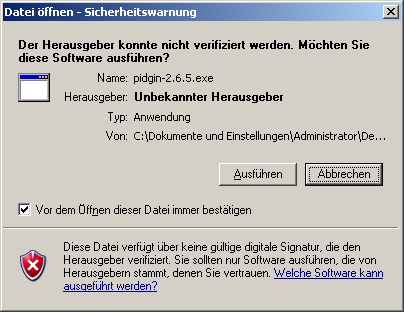 Datei öffnen - Sicherheitswarnung
Der Herausgeber konnte nicht verifiziert werden. Möchten Sie
diese Software ausführen?
Name: pidgin-2.6.5.exe
Herausgeber: Unbekannter Herausgeber
Typ: Anwendung
Von: C:\Dokumente und Einstellungen\Administrator\De...
Ausführen Abbrechen
Vor dem Öffnen dieser Datei immer bestätigen
Diese Datei verfügt über keine gültige digitale Signatur, die den
Herausgeber verifiziert. Sie sollten nur Software ausführen, die von
Herausgebern stammt, denen Sie vertrauen. Welche Software kann
ausgeführt werden?